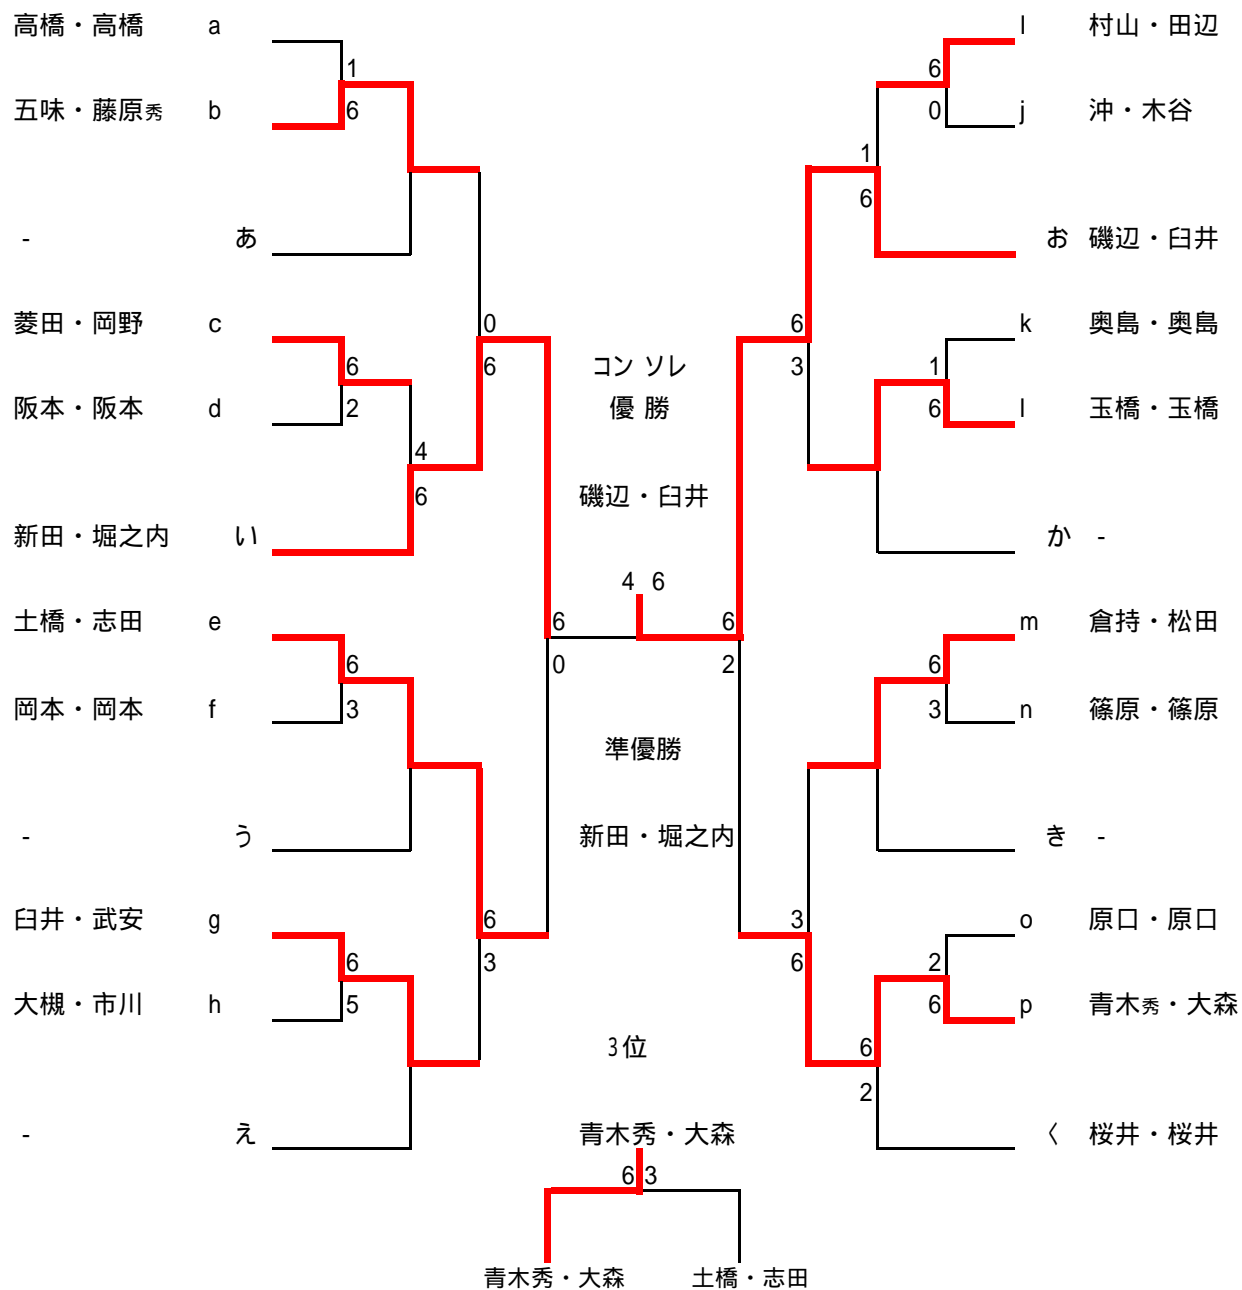 高橋・高橋 a
1
五味・藤原秀 b
6
- あ
菱田・岡野 c
0
6
6
阪本・阪本 d
2
4
6
新田・堀之内 い
土橋・志田 e
6
6
0
岡本・岡本 f
3
- う
臼井・武安 g
6
6
3
大槻・市川 h
5
- え
コンソレ
優勝
磯辺・臼井
4 6
準優勝
新田・堀之内
3位
青木秀・大森
6 3
青木秀・大森 土橋・志田
l 村山・田辺
6
0
j 沖・木谷
1
6
お 磯辺・臼井
k 奥島・奥島
6
3
1
6
l 玉橋・玉橋
か -
6
2
m 倉持・松田
6
3
n 篠原・篠原
き -
3
6
o 原口・原口
2
6
p 青木秀・大森
6
2
く 桜井・桜井